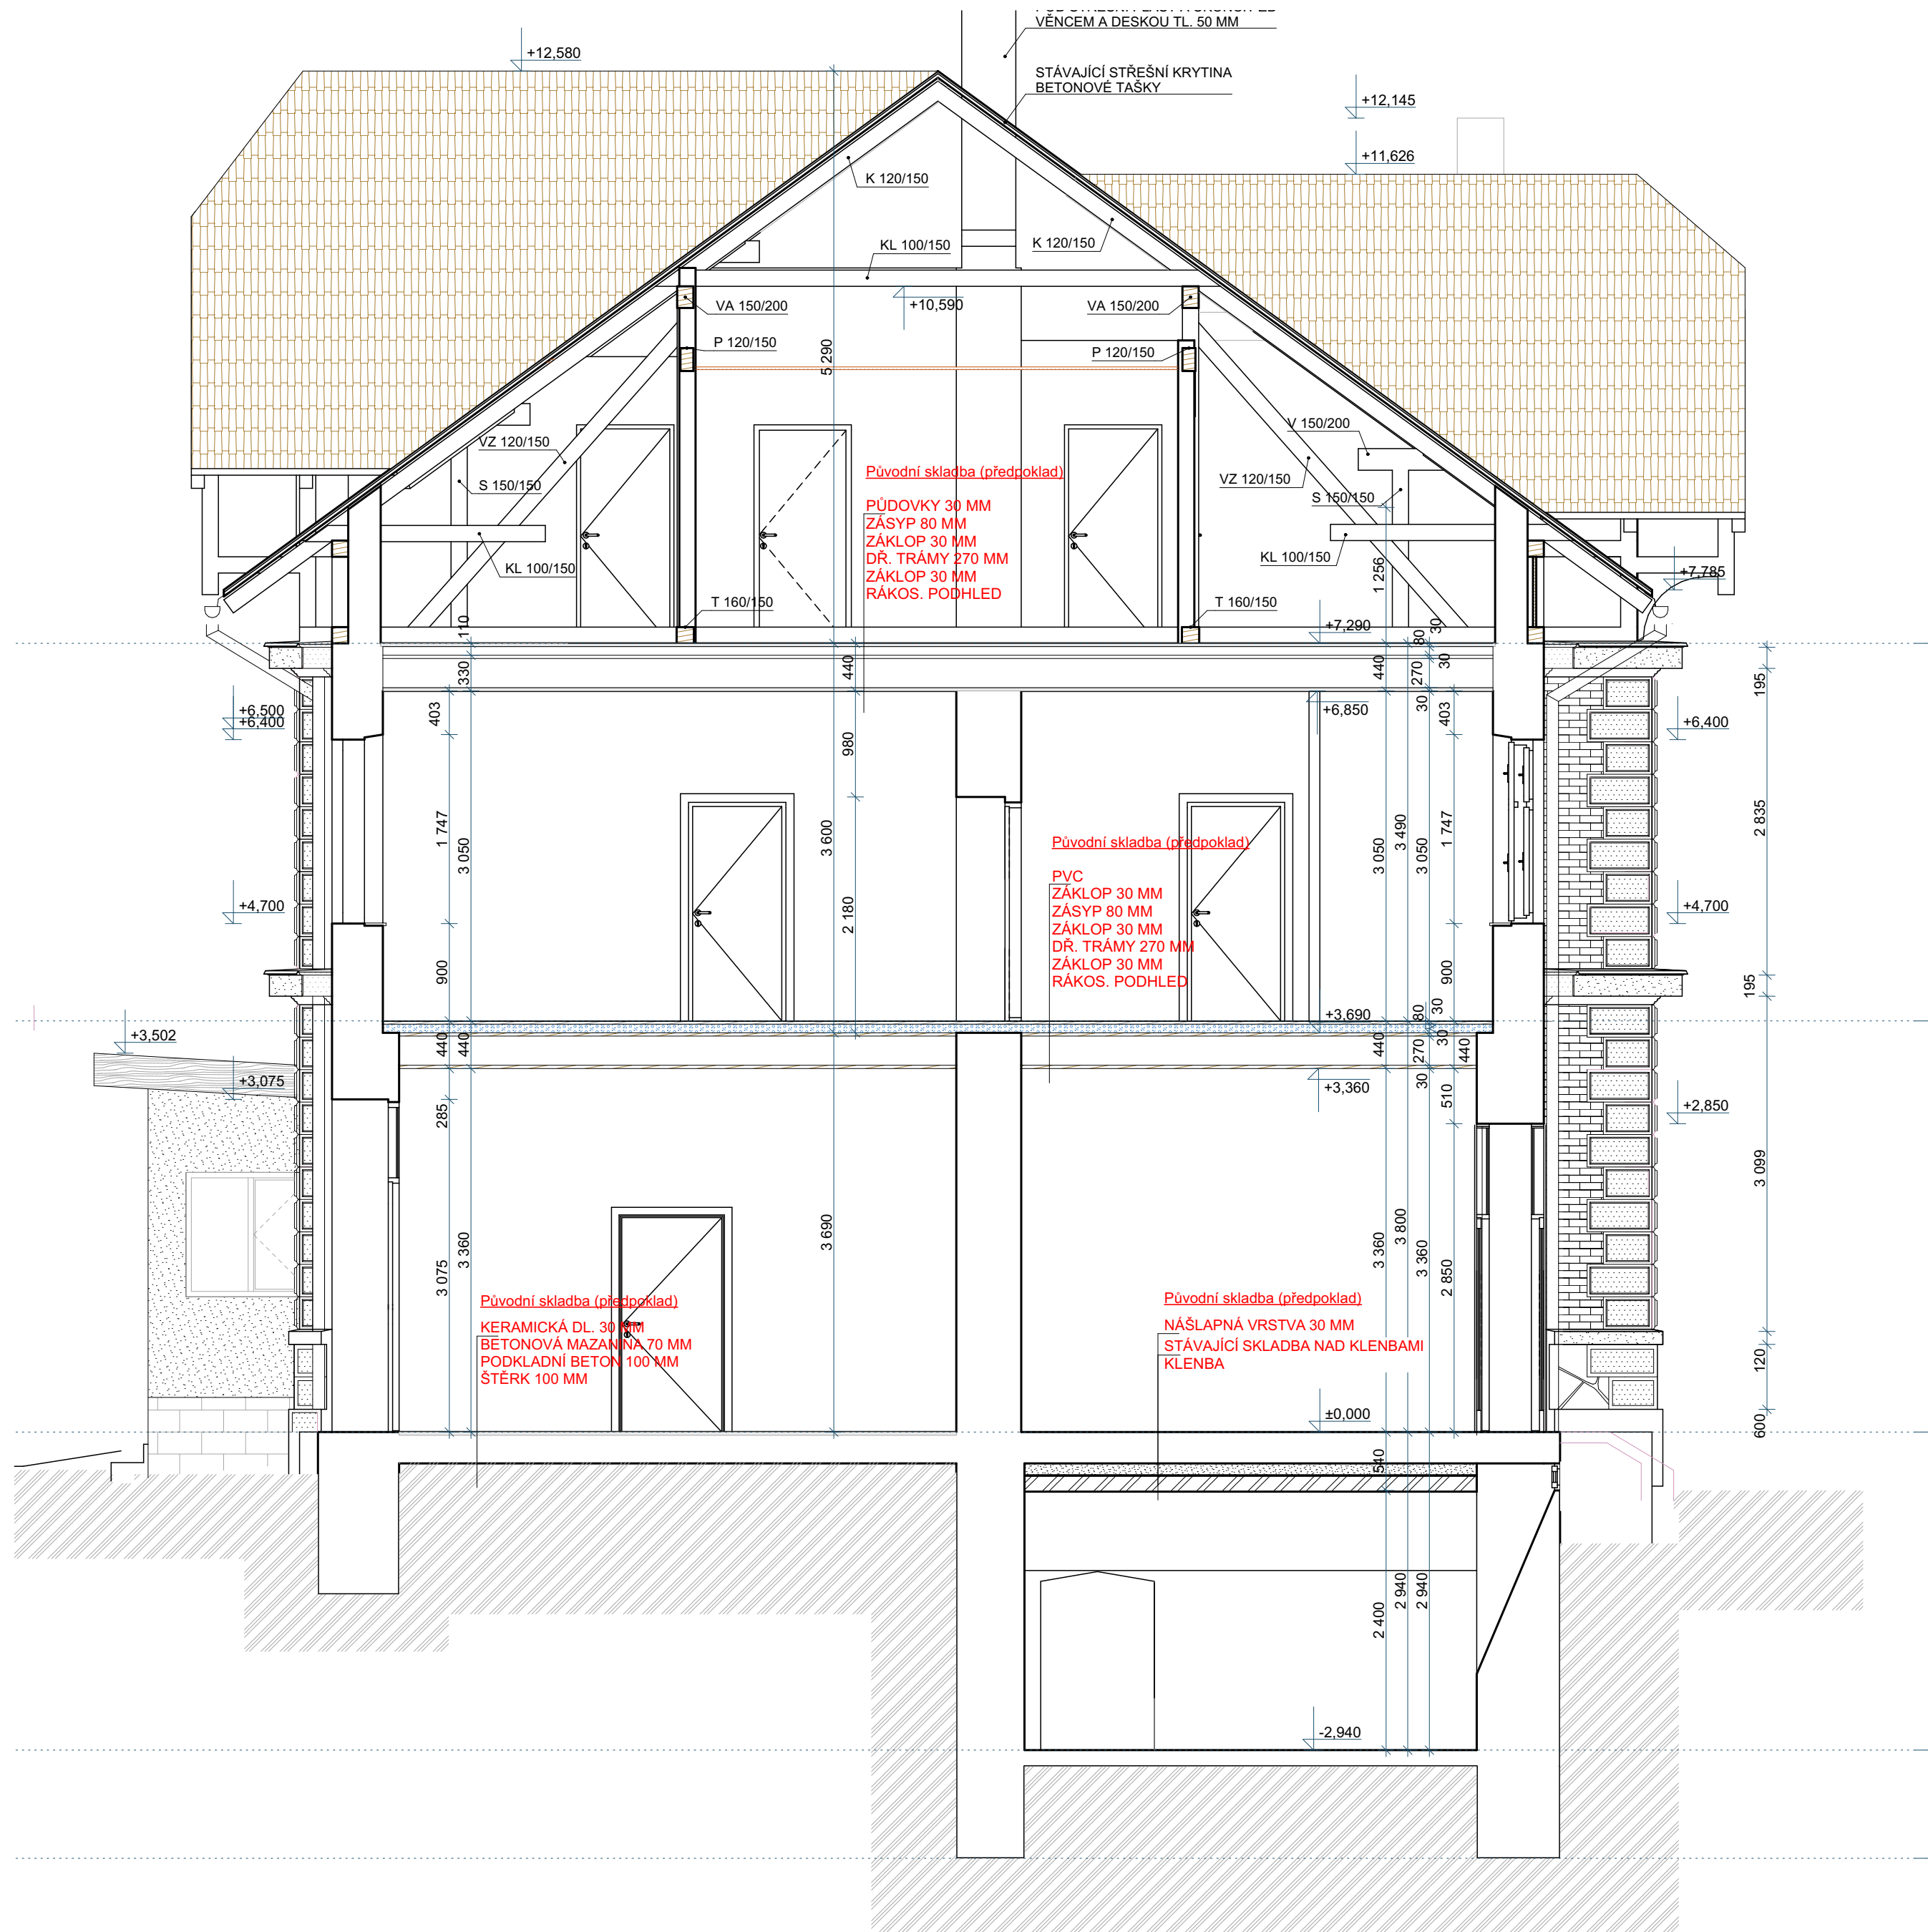 VĚNCEM A DESKOU TL. 50 MM
+12,580
STÁVAJÍCÍ STŘEŠNÍ KRYTINA
BETONOVÉ TAŠKY
+12,145
+11,626
K 120/150
KL 100/150
K 120/150
VA 150/200
+10,590
VA 150/200
P 120/150
P 120/150
5 290
VZ 120/150
S 150/150
KL 100/150
V 150/200
VZ 120/150
S 150/150
KL 100/150
1 256
+7,785
Původní skladba (předpoklad)
PŮDOVKY 30 MM
ZÁSYP 80 MM
ZÁKLOP 30 MM
DŘ. TRÁMY 270 MM
ZÁKLOP 30 MM
RÁKOS. PODHLED
T 160/150
T 160/150
110
+7,290
80
30
330
440
440
270
30
30
195
+6,500
+6,400
403
+6,850
403
+6,400
980
1 747
3 050
3 600
3 050
3 490
3 050
1 747
2 835
Původní skladba (předpoklad)
PVC
ZÁKLOP 30 MM
ZÁSYP 80 MM
ZÁKLOP 30 MM
DŘ. TRÁMY 270 MM
ZÁKLOP 30 MM
RÁKOS. PODHLED
2 180
+4,700
+4,700
900
900
195
+3,690
80
30
+3,502
440
440
440
270
30
440
+3,075
+3,360
30
285
510
+2,850
3 099
3 690
3 075
3 360
3 360
3 800
3 360
2 850
Původní skladba (předpoklad)
KERAMICKÁ DL. 30 MM
BETONOVÁ MAZANINA 70 MM
PODKLADNÍ BETON 100 MM
ŠTĚRK 100 MM
Původní skladba (předpoklad)
NÁŠLAPNÁ VRSTVA 30 MM
STÁVAJÍCÍ SKLADBA NAD KLENBAMI
KLENBA
120
±0,000
600
540
2 400
2 940
2 940
-2,940